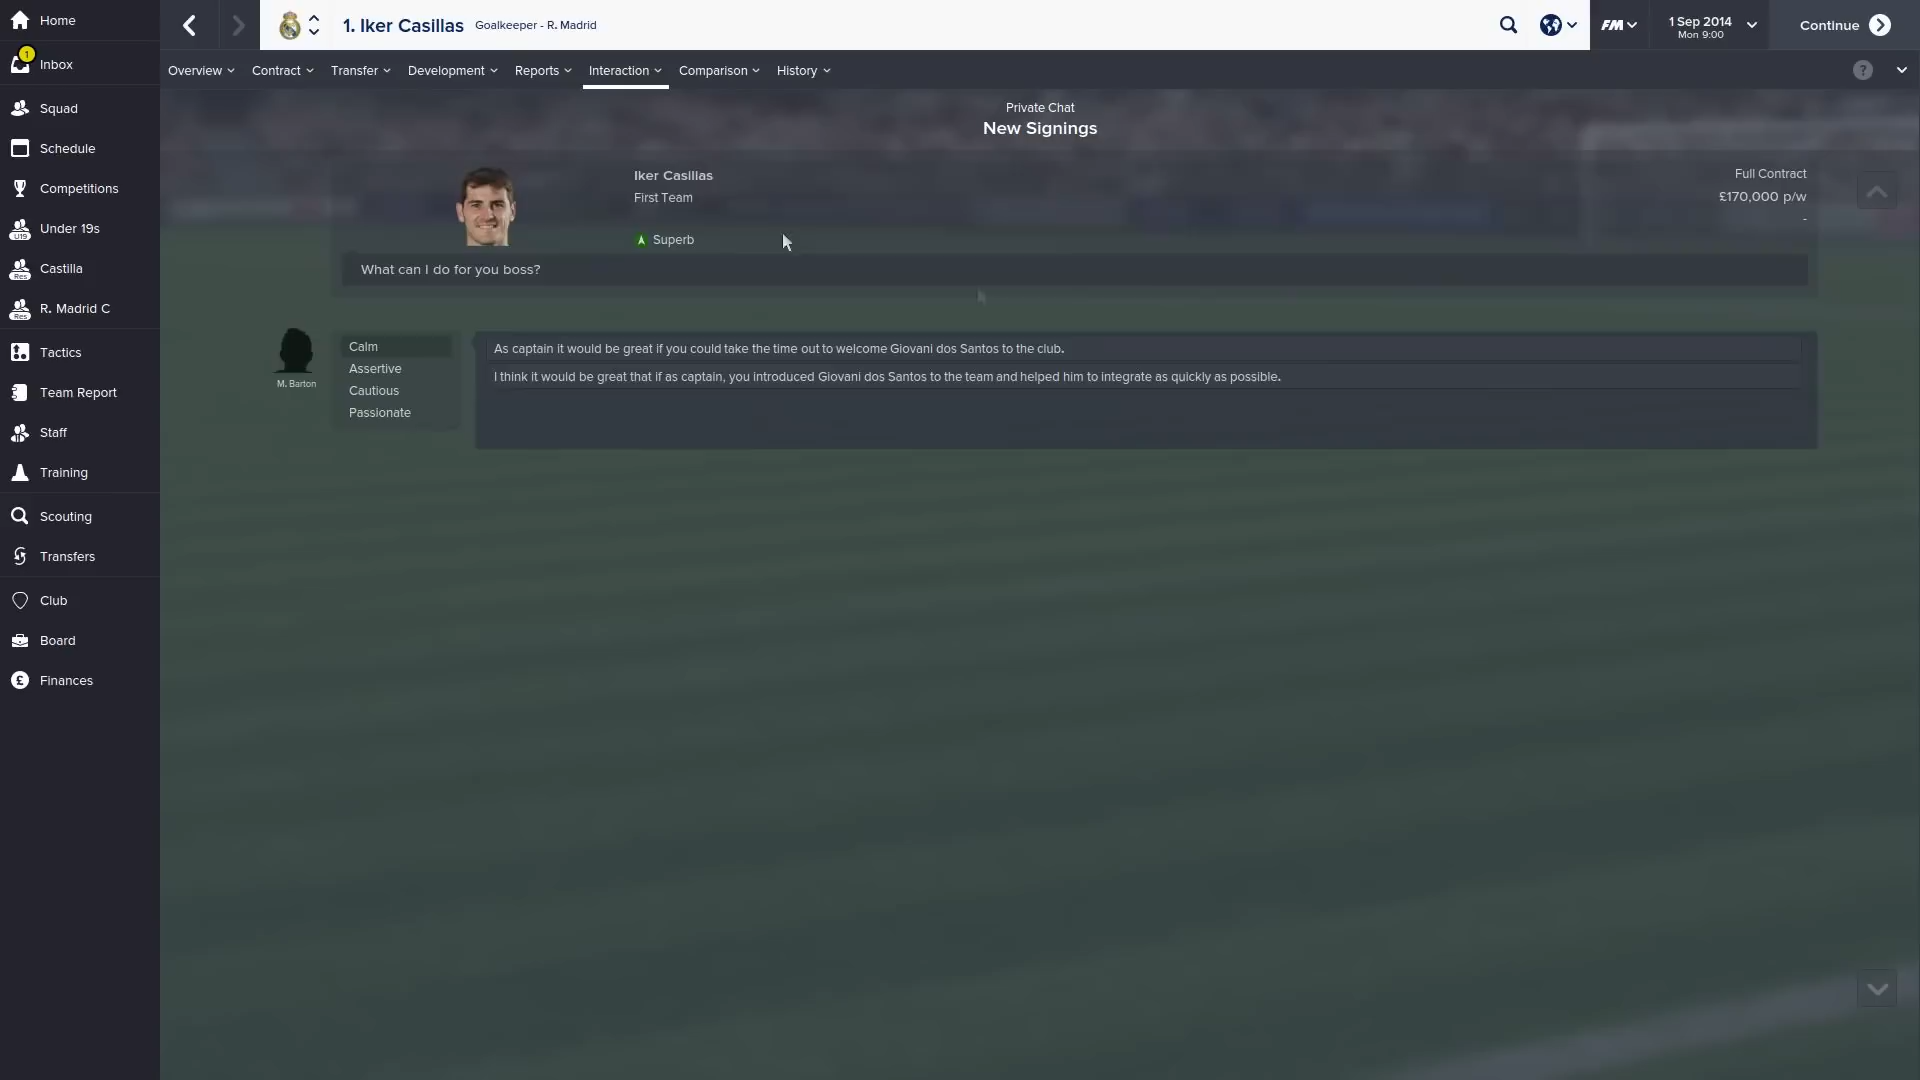 Home
1. Iker Casillas Goalkeeper - R. Madrid
FM
1 Sep 2014
Mon 9:00
Continue
1
Inbox
Overview Contract Transfer Development Reports Interaction Comparison History
?
Squad
Schedule
Competitions
U19
Under 19s
Res
Castilla
Res
R. Madrid C
Tactics
Team Report
Staff
Training
Scouting
Transfers
Club
Board
£
Finances
Private Chat
New Signings
Iker Casillas
First Team
Superb
Full Contract
£170,000 p/w
-
What can I do for you boss?
M. Barton
Calm
Assertive
Cautious
Passionate
As captain it would be great if you could take the time out to welcome Giovani dos Santos to the club.
I think it would be great that if as captain, you introduced Giovani dos Santos to the team and helped him to integrate as quickly as possible.